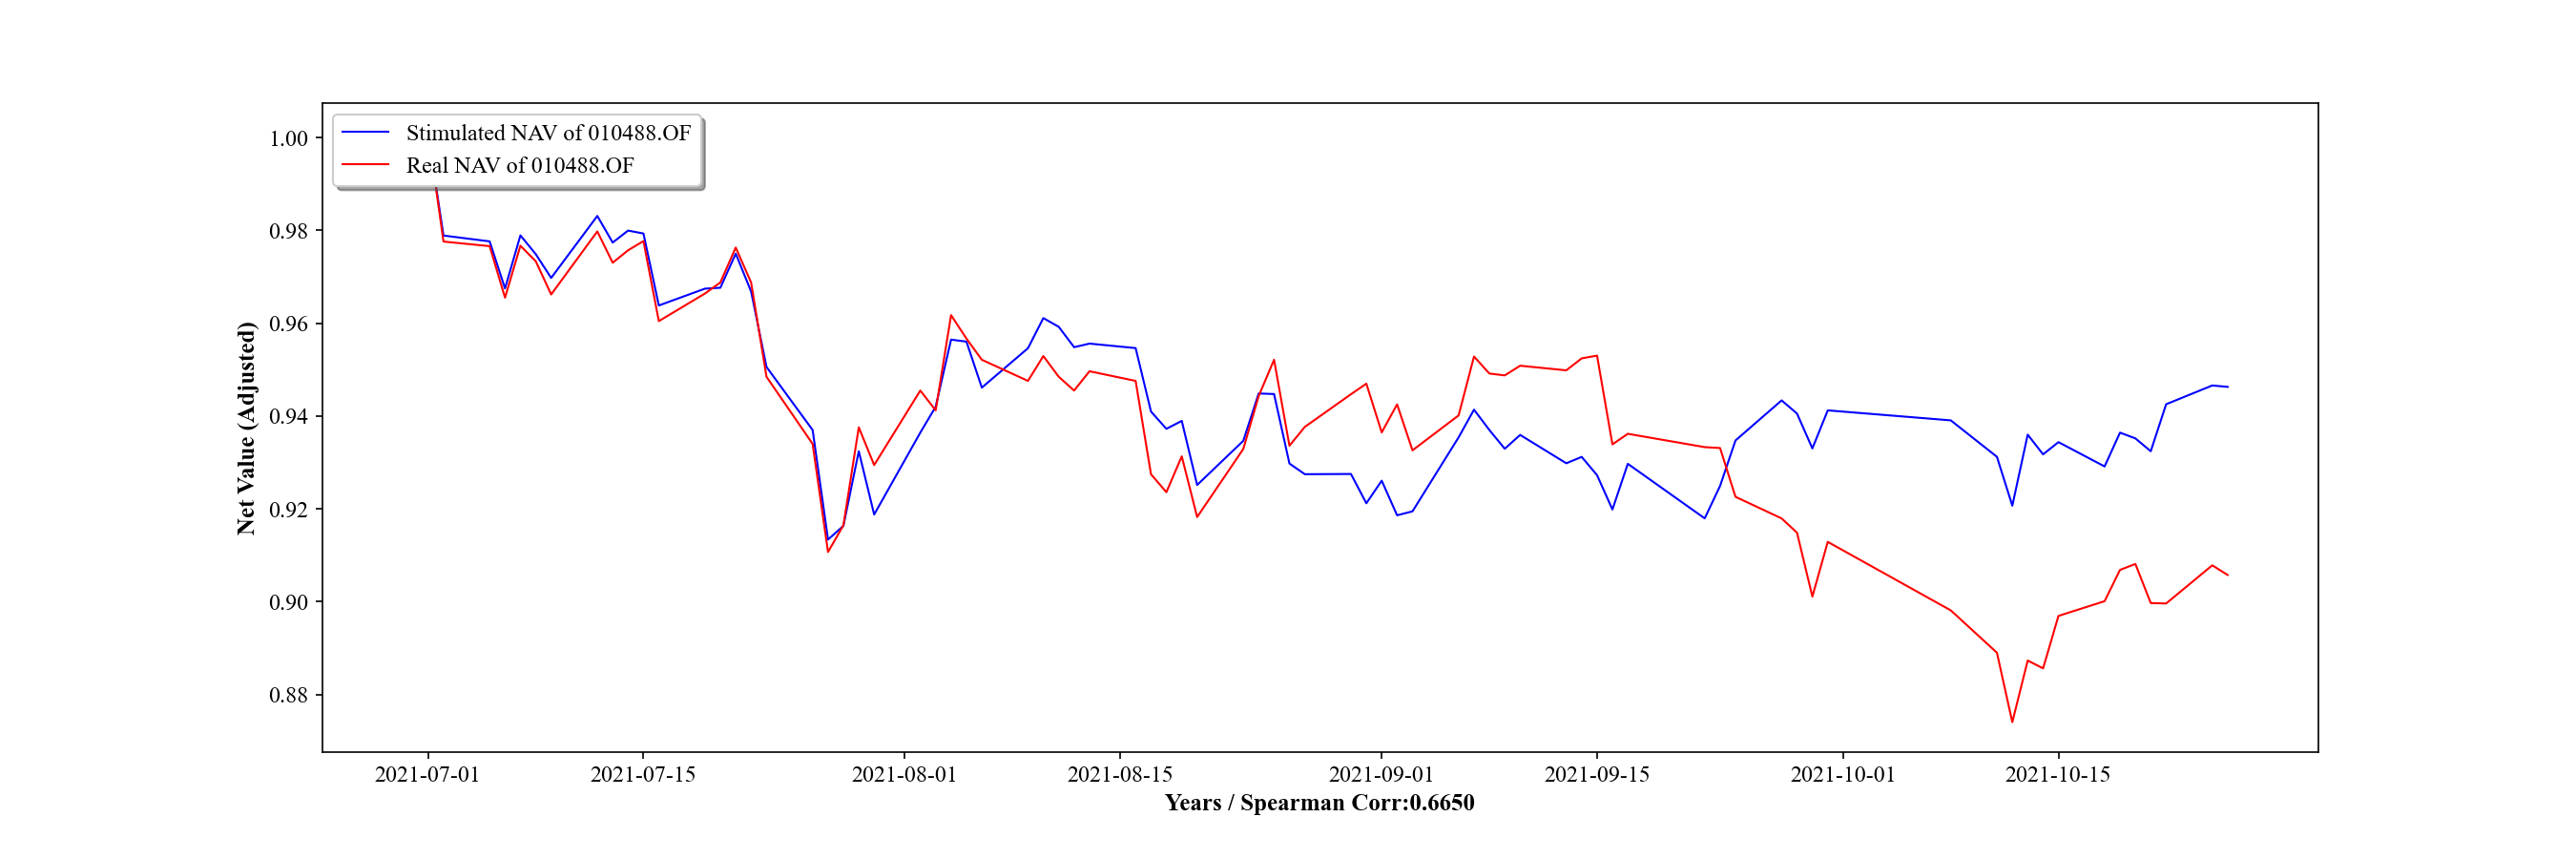 Stimulated NAV of 010488.OF
Real NAV of 010488.OF
Net Value (Adjusted)
1.00
0.98
0.96
0.94
0.92
0.90
0.88
2021-07-01 2021-07-15 2021-08-01 2021-08-15 2021-09-01 2021-09-15 2021-10-01 2021-10-15
Years / Spearman Corr:0.6650